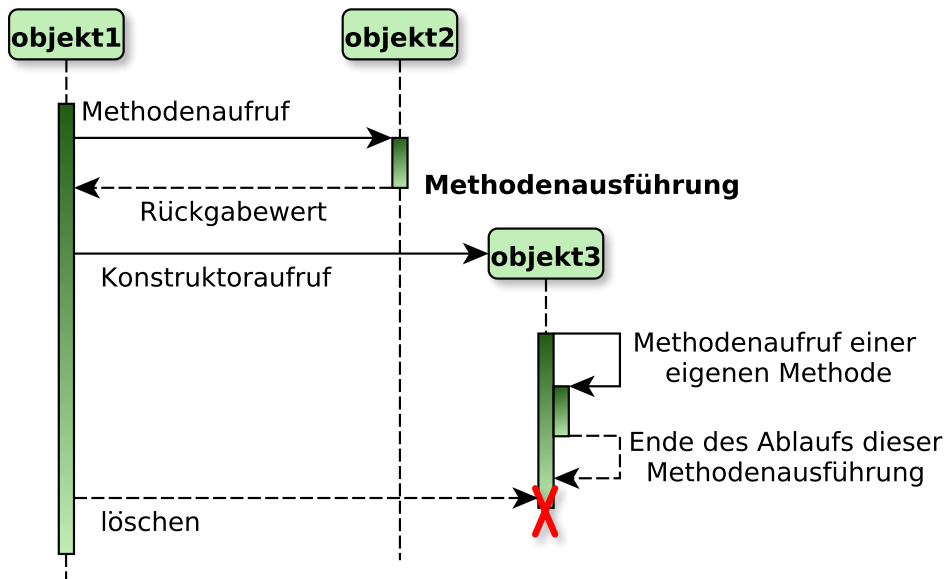 objekt1
objekt2
Methodenaufruf
Methodenausführung
Rückgabewert
objekt3
Konstruktoraufruf
Methodenaufruf einer
eigenen Methode
Ende des Ablaufs dieser
Methodenausführung
löschen